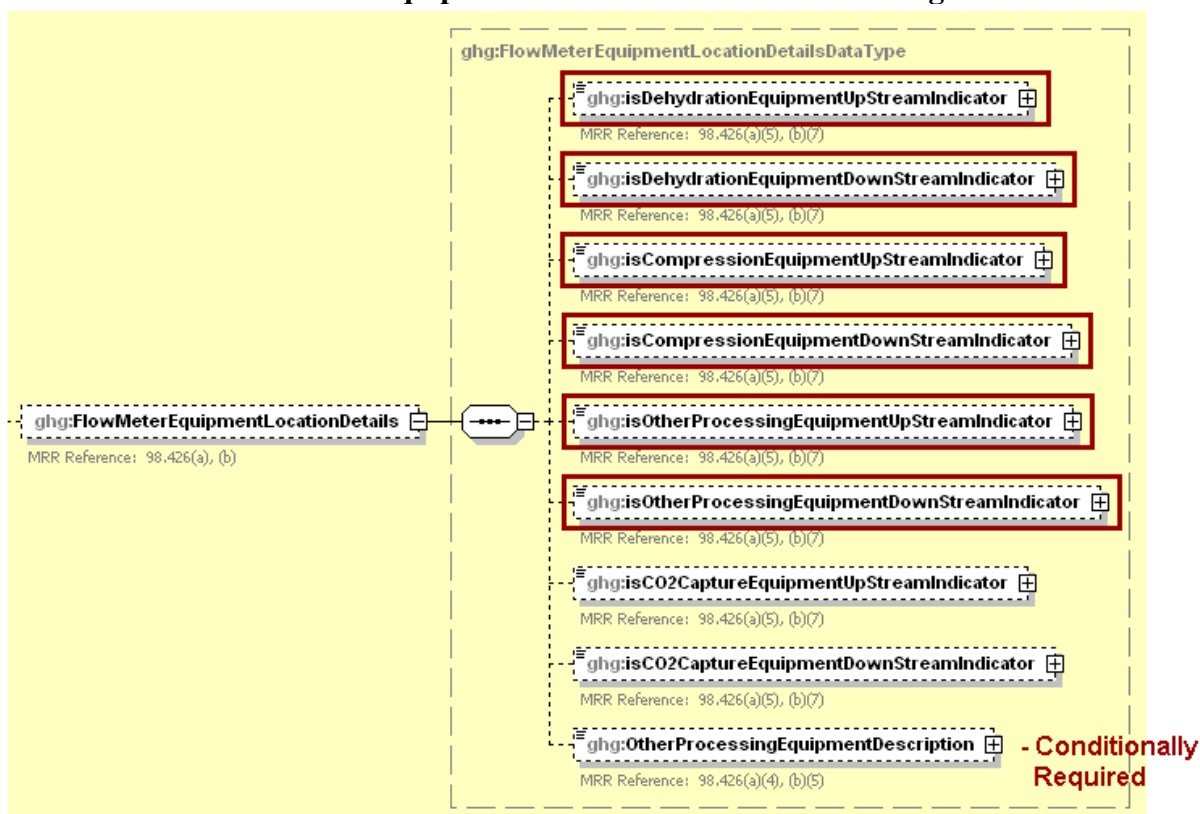 ghg:FlowMeterEquipmentLocationDetailsDataType
ghg:isDehydrationEquipmentUpStreamIndicator
MRR Reference: 98.426(a)(5), (b)(7)
ghg:isDehydrationEquipmentDownStreamIndicator
MRR Reference: 98.426(a)(5), (b)(7)
ghg:isCompressionEquipmentUpStreamIndicator
MRR Reference: 98.426(a)(5), (b)(7)
ghg:isCompressionEquipmentDownStreamIndicator
MRR Reference: 98.426(a)(5), (b)(7)
ghg:FlowMeterEquipmentLocationDetails
MRR Reference: 98.426(a), (b)
ghg:isOtherProcessingEquipmentUpStreamIndicator
MRR Reference: 98.426(a)(5), (b)(7)
ghg:isOtherProcessingEquipmentDownStreamIndicator
MRR Reference: 98.426(a)(5), (b)(7)
ghg:isCO2CaptureEquipmentUpStreamIndicator
MRR Reference: 98.426(a)(5), (b)(7)
ghg:isCO2CaptureEquipmentDownStreamIndicator
MRR Reference: 98.426(a)(5), (b)(7)
ghg:OtherProcessingEquipmentDescription
MRR Reference: 98.426(a)(4), (b)(5)
- Conditionally
Required